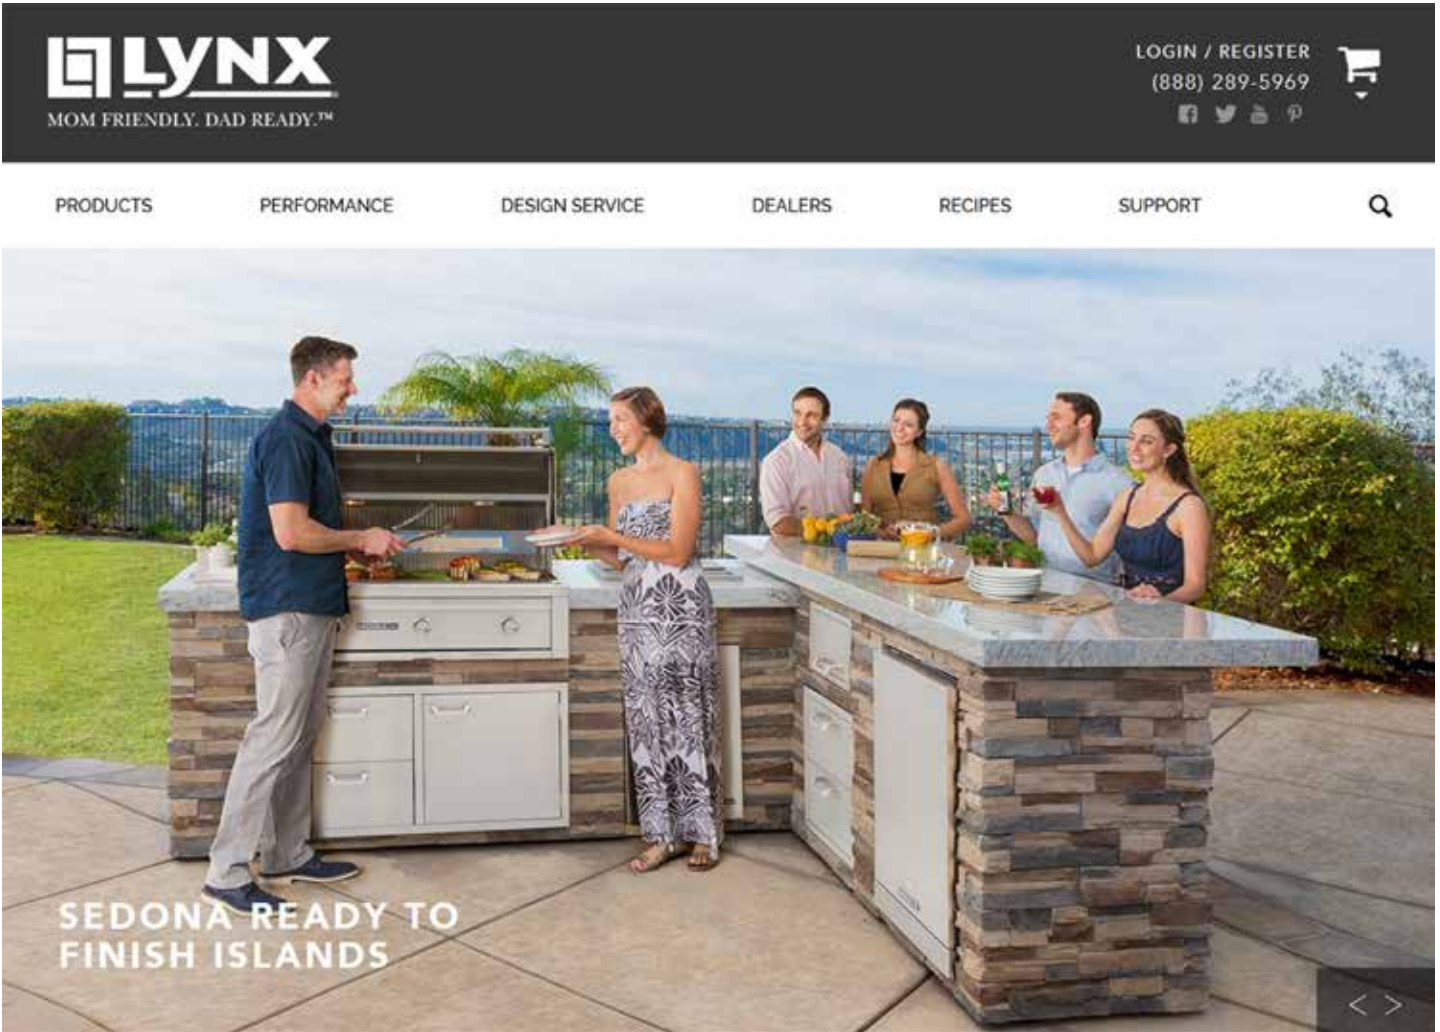 LYNX
MOM FRIENDLY. DAD READY.™
LOGIN / REGISTER
(888) 289-5969
PRODUCTS PERFORMANCE DESIGN SERVICE DEALERS RECIPES SUPPORT
SEDONA READY TO
FINISH ISLANDS